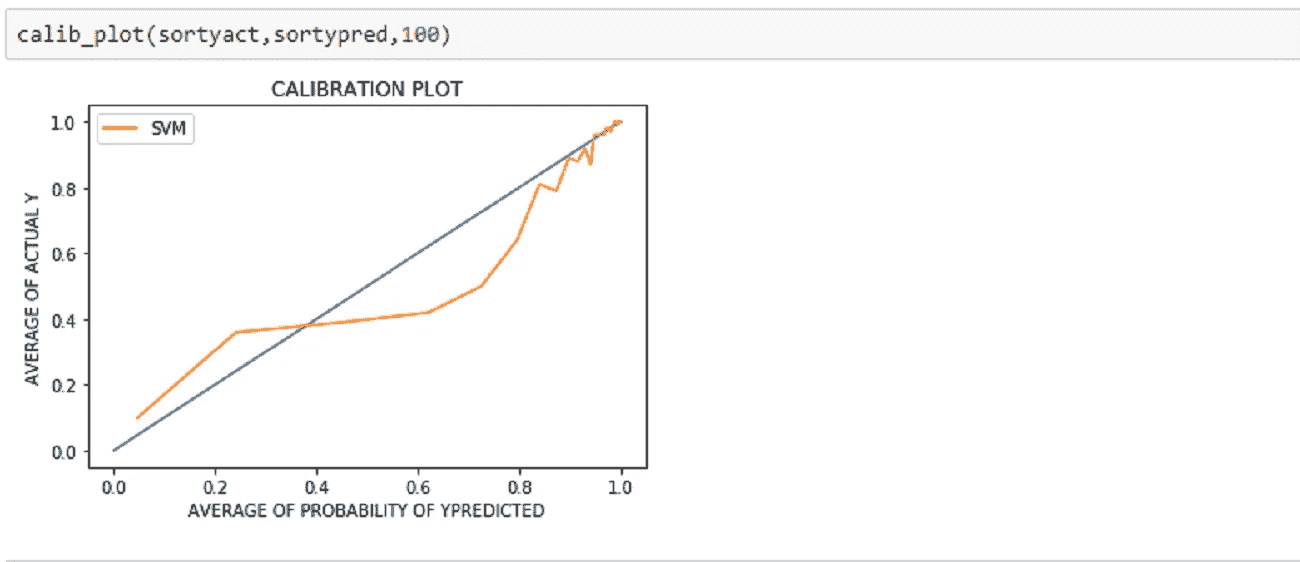 calib_plot(sortyact,sortypred,100)
CALIBRATION PLOT
SVM
1.0
0.8
0.6
0.4
0.2
0.0
AVERAGE OF ACTUAL Y
0.0 0.2 0.4 0.6 0.8 1.0
AVERAGE OF PROBABILITY OF YPREDICTED